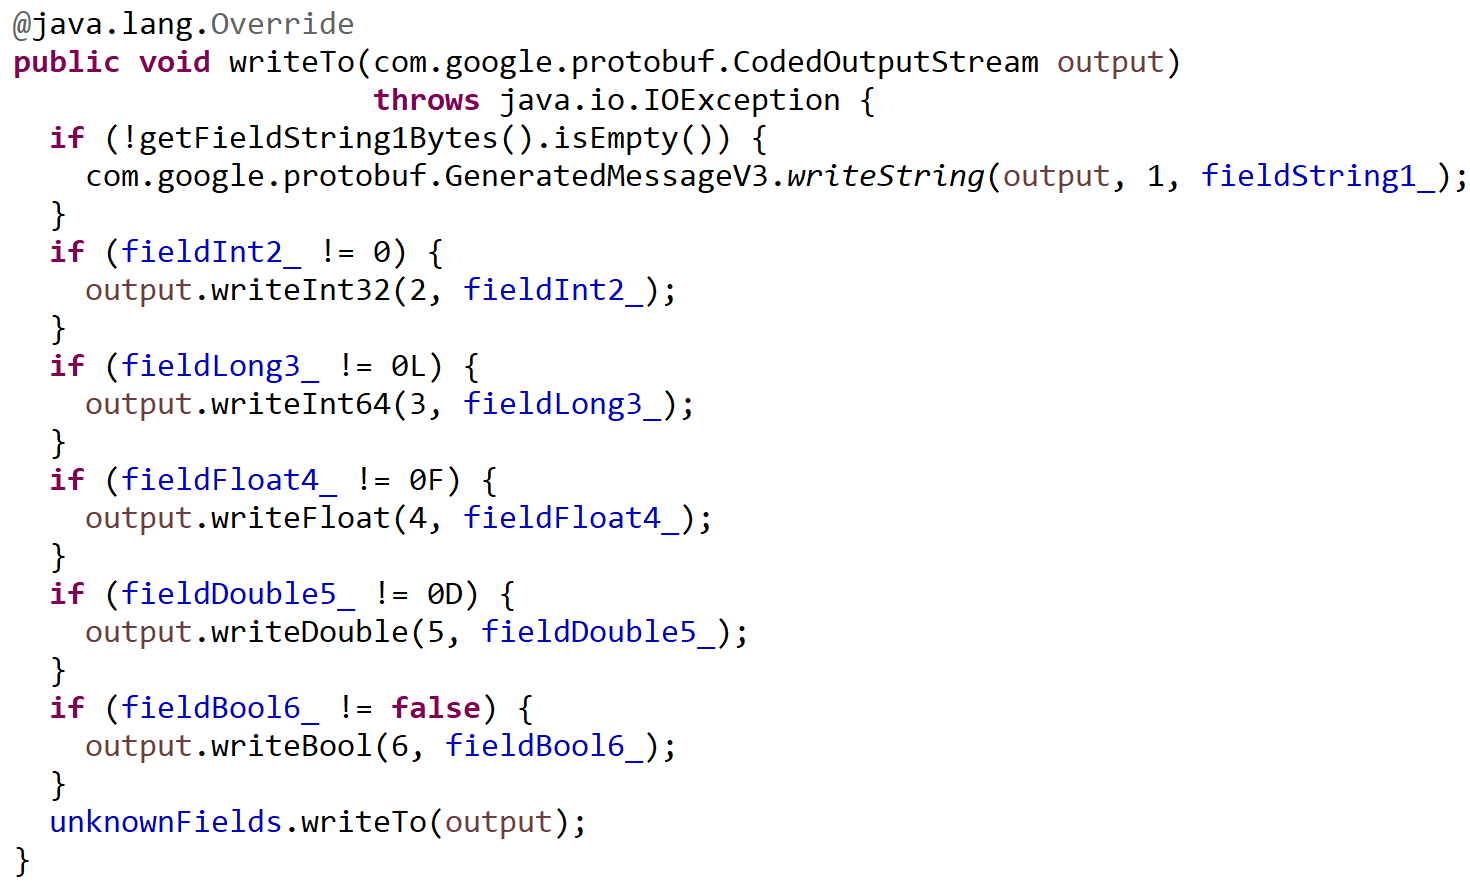 @java.lang.Override
public void writeTo(com.google.protobuf.CodedOutputStream output)
                    throws java.io.IOException {
  if (!getFieldString1Bytes().isEmpty()) {
    com.google.protobuf.GeneratedMessageV3.writeString(output, 1, fieldString1_);
  }
  if (fieldInt2_ != 0) {
    output.writeInt32(2, fieldInt2_);
  }
  if (fieldLong3_ != 0L) {
    output.writeInt64(3, fieldLong3_);
  }
  if (fieldFloat4_ != 0F) {
    output.writeFloat(4, fieldFloat4_);
  }
  if (fieldDouble5_ != 0D) {
    output.writeDouble(5, fieldDouble5_);
  }
  if (fieldBool6_ != false) {
    output.writeBool(6, fieldBool6_);
  }
  unknownFields.writeTo(output);
}